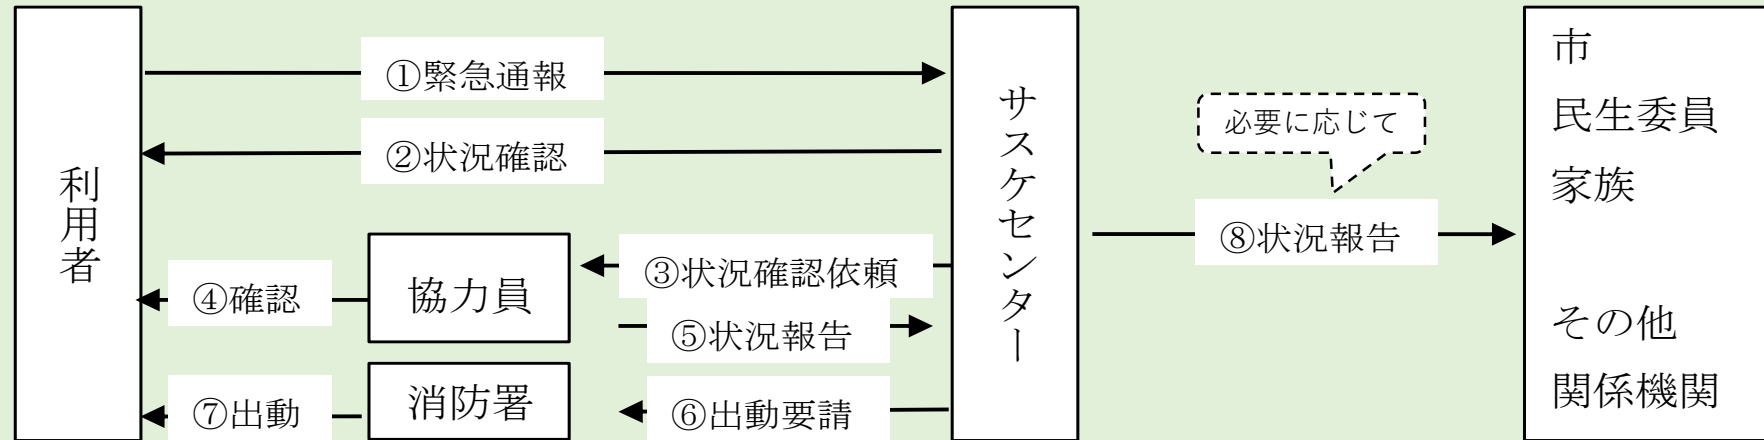 利用者
①緊急通報
②状況確認
③状況確認依頼
④確認
協力員
⑤状況報告
⑥出動要請
⑦出動
消防署
サスケセンター
必要に応じて
⑧状況報告
市
民生委員
家族
その他
関係機関